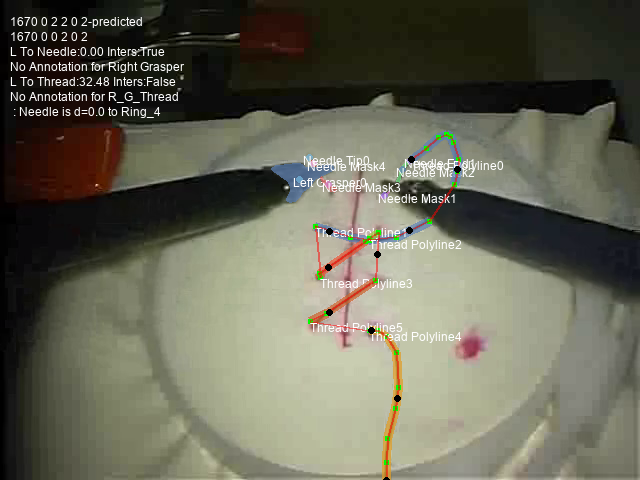 1670 0 2 2 0 2-predicted
1670 0 0 2 0 2
L To Needle:0.00 Inters:True
No Annotation for Right Grasper
L To Thread:32.48 Inters:False
No Annotation for R_G_Thread
: Needle is d=0.0 to Ring_4
Needle Tip0
Needle Mask4
Needle Mask2
Left Grasper0
Needle Mask3
Needle Mask1
Thread Polyline1
Thread Polyline2
Thread Polyline3
Thread Polyline5
Thread Polyline4